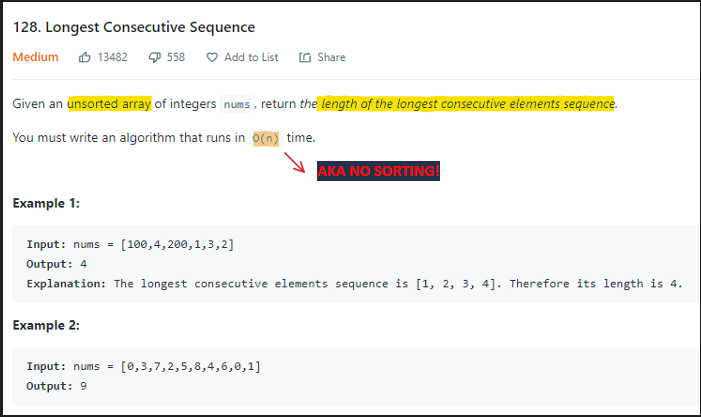 128. Longest Consecutive Sequence
Medium 13482 558 Add to List Share
Given an unsorted array of integers nums, return the length of the longest consecutive elements sequence.
You must write an algorithm that runs in O(n) time.
AKA NO SORTING!
Example 1:
Input: nums = [100,4,200,1,3,2]
Output: 4
Explanation: The longest consecutive elements sequence is [1, 2, 3, 4]. Therefore its length is 4.
Example 2:
Input: nums = [0,3,7,2,5,8,4,6,0,1]
Output: 9